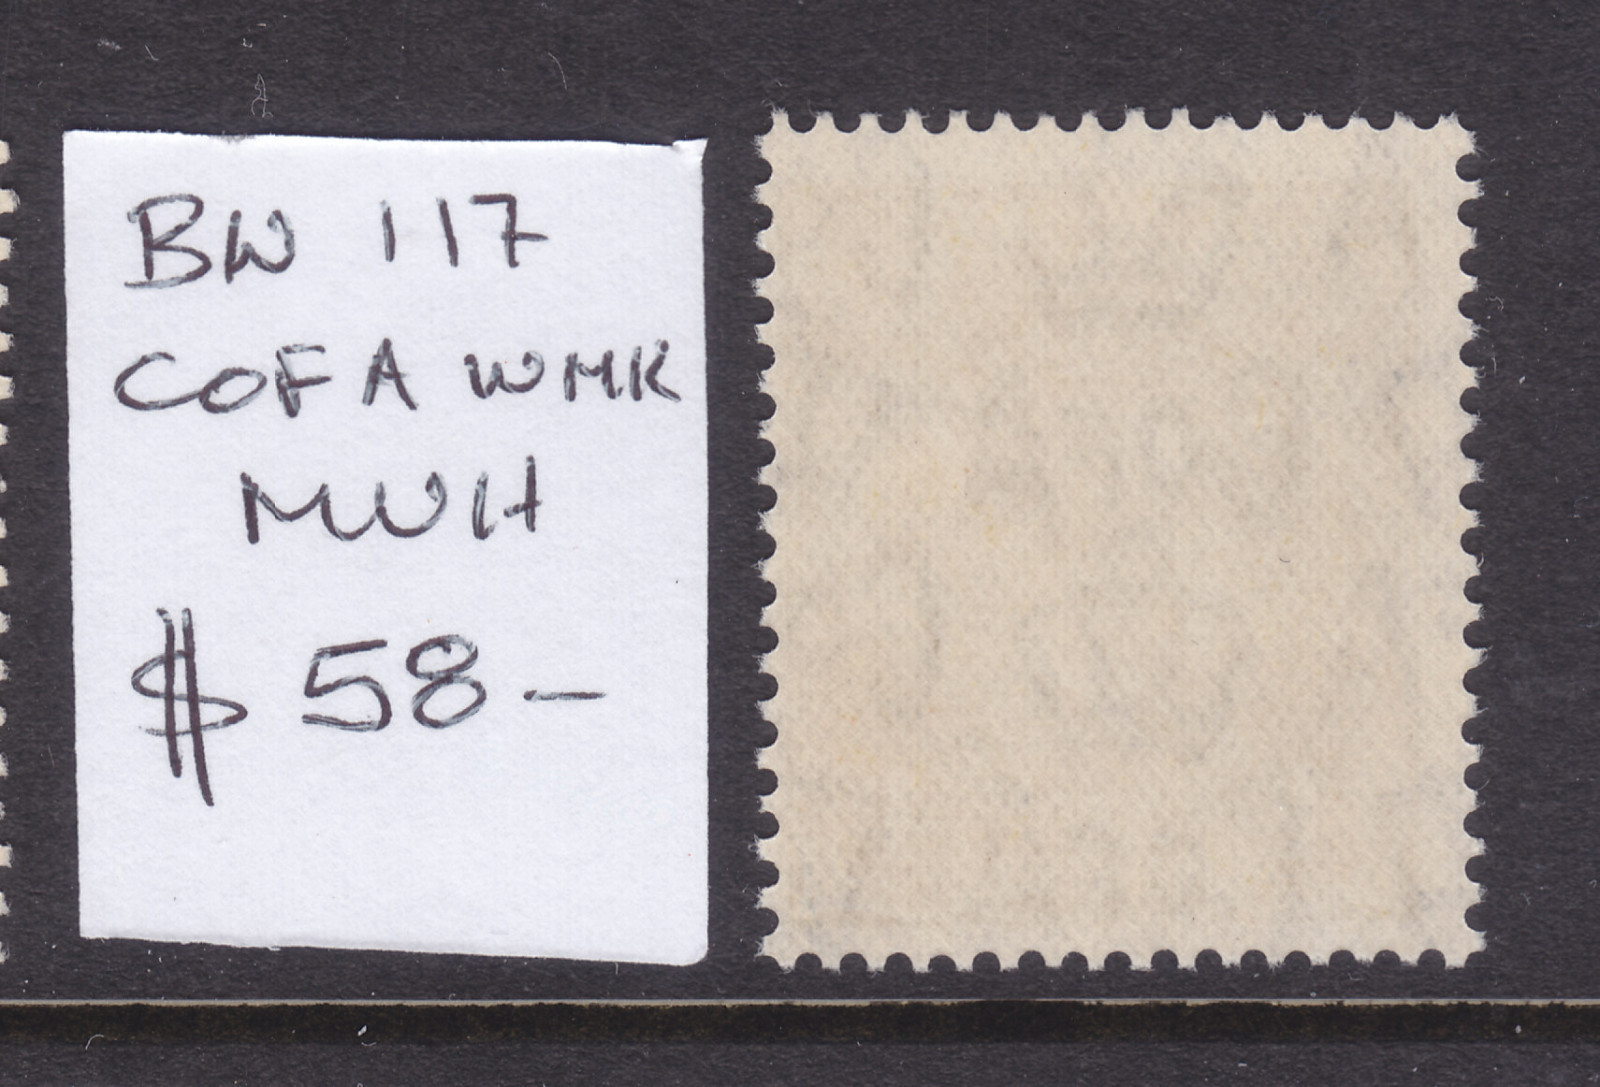 BW 117
COFA WMK
MUH
$ 58-